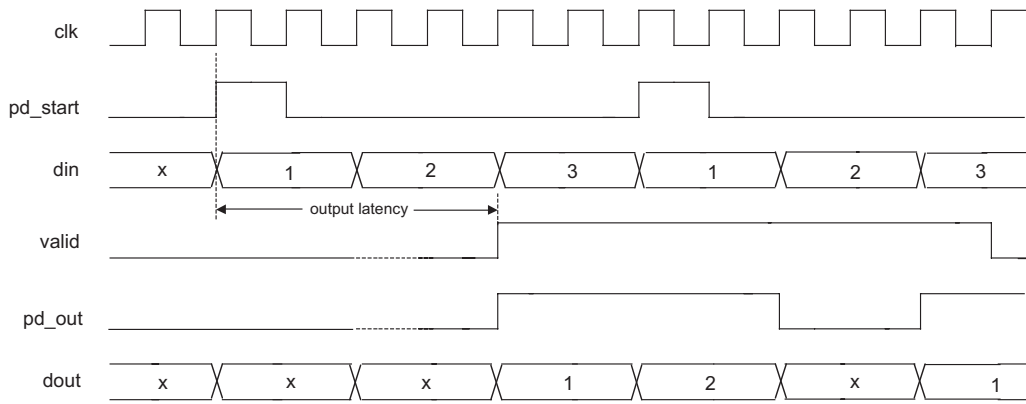 clk
pd_start
din
x 1 2 3 1 2 3
output latency
valid
pd_out
dout
x x x 1 2 x 1